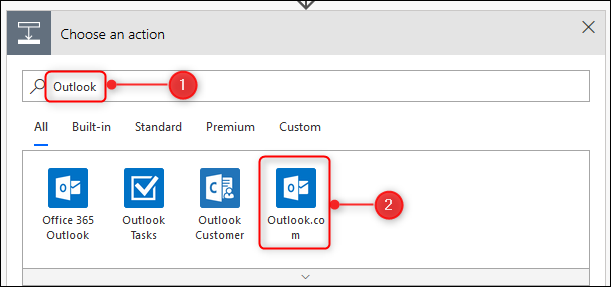 Choose an action
Outlook
1
All Built-in Standard Premium Custom
Office 365 Outlook Outlook Outlook.co
Outlook Tasks Customer m
2